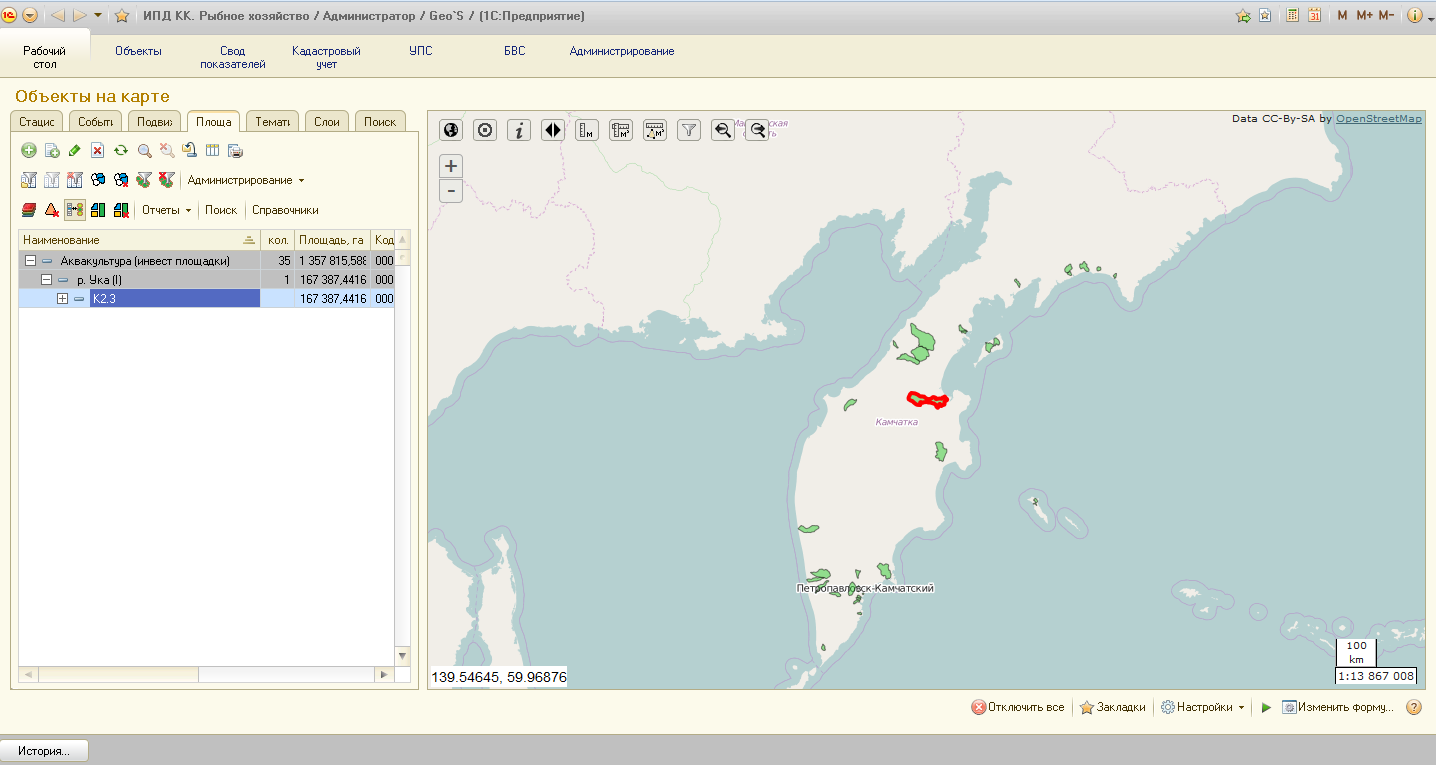 ИПД КК. Рыбное хозяйство / Администратор / Geo`S / (1С:Предприятие)
M M+ M-
Рабочий стол
Объекты
Свод показателей
Кадастровый учет
УПС
БВС
Администрирование
Объекты на карте
Стацис
Событ
Подви
Площа
Темат
Слои
Поиск
Администрирование
Отчеты
Поиск
Справочники
Наименование кол. Площадь, га Код
Аквакультура (инвест площадки) 35 1 357 815,586 000
р. Ука (I) 1 167 387,4416 000
К2.3 167 387,4416 000
Data CC-By-SA by OpenStreetMap
+
-
Камчатка
Петропавловск-Камчатский
139.54645, 59.96876
100 km
1:13 867 008
Отключить все
Закладки
Настройки
Изменить форму...
История...